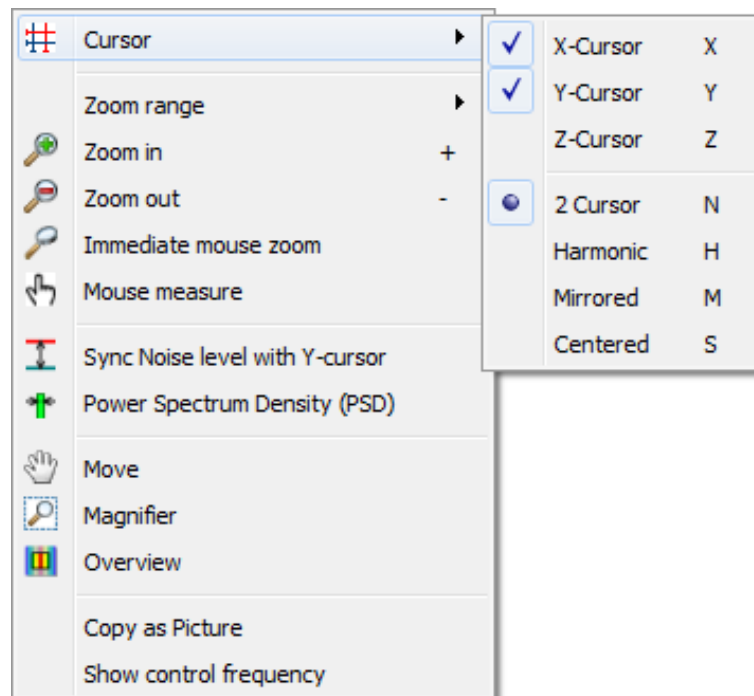 Cursor
Zoom range
Zoom in +
Zoom out -
Immediate mouse zoom
Mouse measure
Sync Noise level with Y-cursor
Power Spectrum Density (PSD)
Move
Magnifier
Overview
Copy as Picture
Show control frequency
X-Cursor X
Y-Cursor Y
Z-Cursor Z
2 Cursor N
Harmonic H
Mirrored M
Centered S